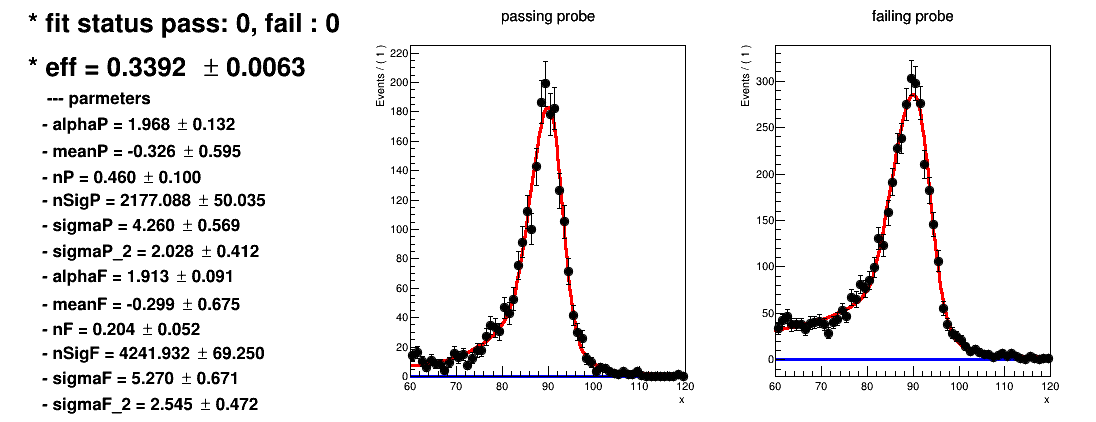 * fit status pass: 0, fail : 0
* eff = 0.3392 ± 0.0063
--- parmeters
- alphaP = 1.968 ± 0.132
- meanP = -0.326 ± 0.595
- nP = 0.460 ± 0.100
- nSigP = 2177.088 ± 50.035
- sigmaP = 4.260 ± 0.569
- sigmaP_2 = 2.028 ± 0.412
- alphaF = 1.913 ± 0.091
- meanF = -0.299 ± 0.675
- nF = 0.204 ± 0.052
- nSigF = 4241.932 ± 69.250
- sigmaF = 5.270 ± 0.671
- sigmaF_2 = 2.545 ± 0.472
passing probe
Events / ( 1 )
220
200
180
160
140
120
100
80
60
40
20
0
60 70 80 90 100 110 120
x
failing probe
Events / ( 1 )
300
250
200
150
100
50
0
60 70 80 90 100 110 120
x